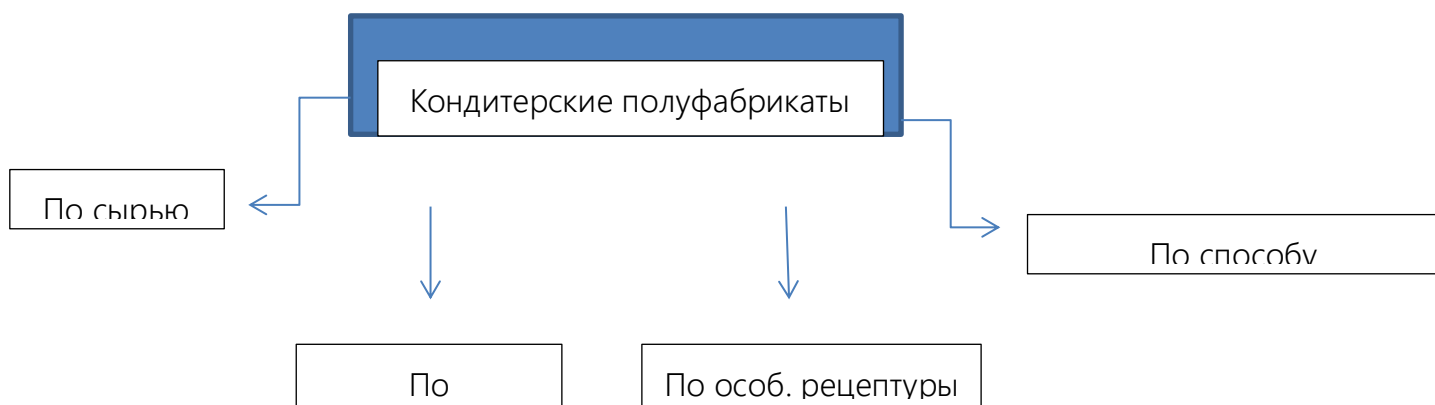 Кондитерские полуфабрикаты
По сырью
По способу
По
По особ. рецептуры